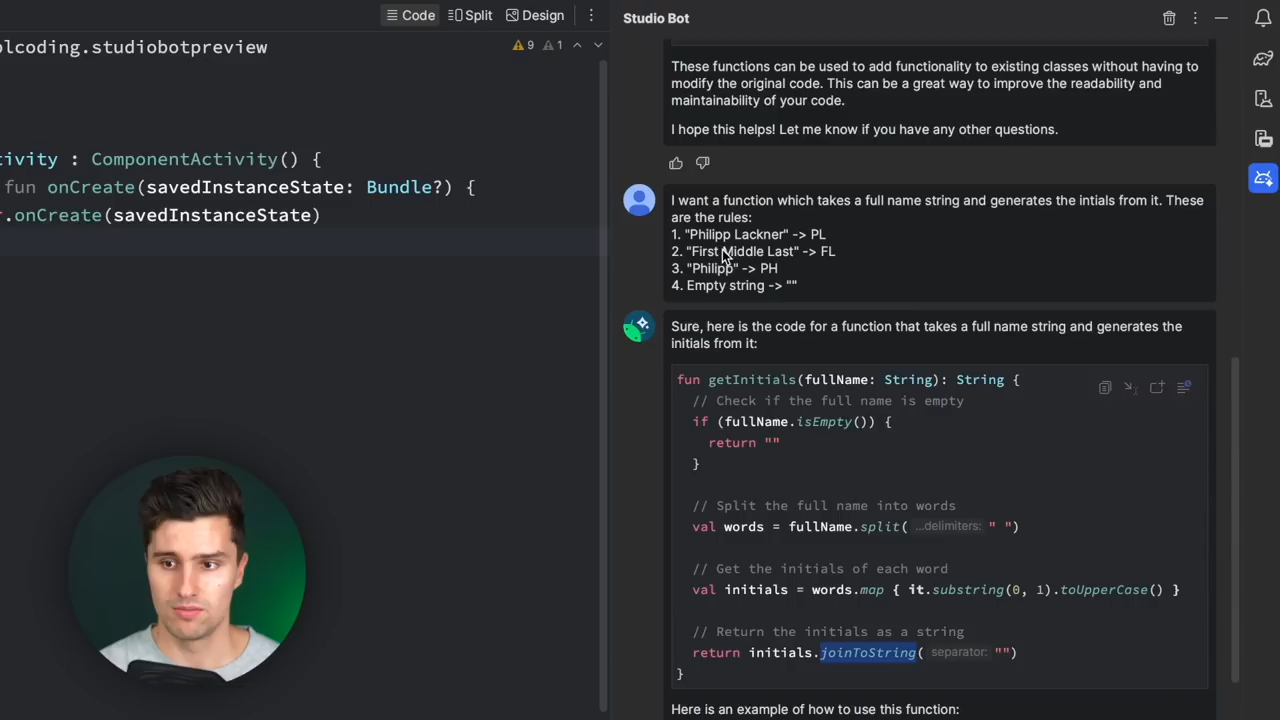 Code
Split
Design
Studio Bot
olcoding.studiobotpreview
9
1
tivity : ComponentActivity() {
fun onCreate(savedInstanceState: Bundle?) {
r.onCreate(savedInstanceState)
These functions can be used to add functionality to existing classes without having to
modify the original code. This can be a great way to improve the readability and
maintainability of your code.
I hope this helps! Let me know if you have any other questions.
I want a function which takes a full name string and generates the intials from it. These
are the rules:
1. "Philipp Lackner" -> PL
2. "First Middle Last" -> FL
3. "Philipp" -> PH
4. Empty string -> ""
Sure, here is the code for a function that takes a full name string and generates the
initials from it:
fun getInitials(fullName: String): String {
// Check if the full name is empty
if (fullName.isEmpty()) {
return ""
}
// Split the full name into words
val words = fullName.split( ...delimiters: " ")
// Get the initials of each word
val initials = words.map { it.substring(0, 1).toUpperCase() }
// Return the initials as a string
return initials.joinToString( separator: "")
}
Here is an example of how to use this function: